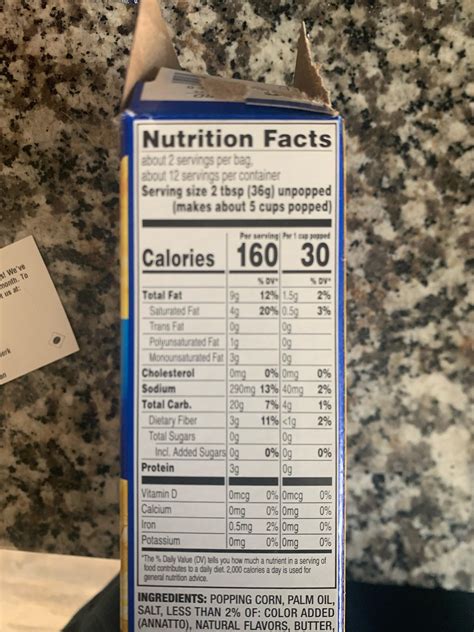 Nutrition Facts
about 2 servings per bag,
about 12 servings per container
Serving size 2 tbsp (36g) unpopped
(makes about 5 cups popped)
Per serving Per 1 cup popped
Calories 160 30
% DV* % DV*
Total Fat 9g 12% 1.5g 2%
Saturated Fat 4g 20% 0.5g 3%
Trans Fat 0g 0g
Polyunsaturated Fat 1g 0g
Monounsaturated Fat 3g 0g
Cholesterol 0mg 0% 0mg 0%
Sodium 290mg 13% 40mg 2%
Total Carb. 20g 7% 4g 1%
Dietary Fiber 3g 11% <1g 2%
Total Sugars 0g 0g
Incl. Added Sugars 0g 0% 0g 0%
Protein 3g 0g
Vitamin D 0mcg 0% 0mcg 0%
Calcium 0mg 0% 0mg 0%
Iron 0.5mg 2% 0mg 0%
Potassium 0mg 0% 0mg 0%
*The % Daily Value (DV) tells you how much a nutrient in a serving of
food contributes to a daily diet. 2,000 calories a day is used for
general nutrition advice.
INGREDIENTS: POPPING CORN, PALM OIL,
SALT, LESS THAN 2% OF: COLOR ADDED
(ANNATTO), NATURAL FLAVORS, BUTTER,
We've
month. To
us at: